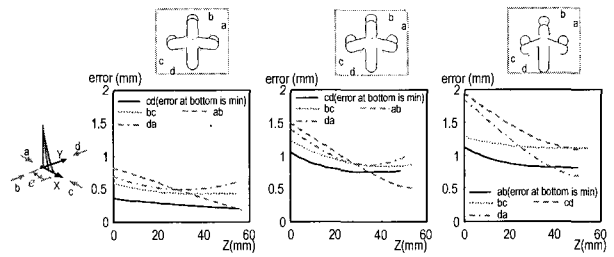 b
a
c
d
b
a
c
d
b
a
c
d
error (mm)
2
1.5
1
0.5
0
cd(error at bottom is min)
bc
ab
da
0
20
40
60
Z(mm)
error (mm)
2
1.5
1
0.5
0
cd(error at bottom is min)
bc
ab
da
0
20
40
60
Z(mm)
error (mm)
2
1.5
1
0.5
0
ab(error at bottom is min)
bc
cd
da
0
20
40
60
Z(mm)
a
Y
d
b
e
X
c